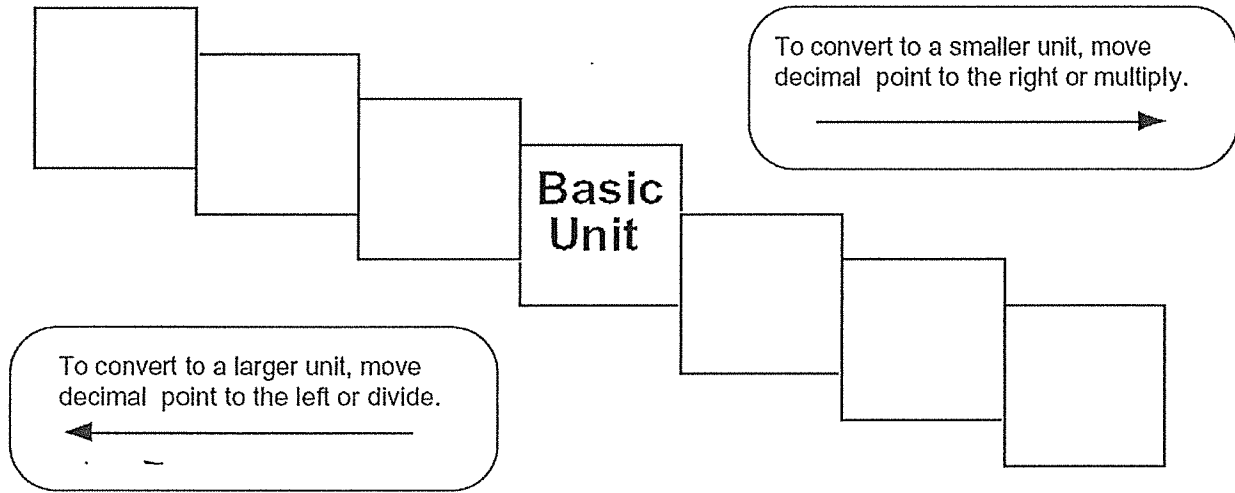 To convert to a smaller unit, move
decimal point to the right or multiply.
Basic
Unit
To convert to a larger unit, move
decimal point to the left or divide.